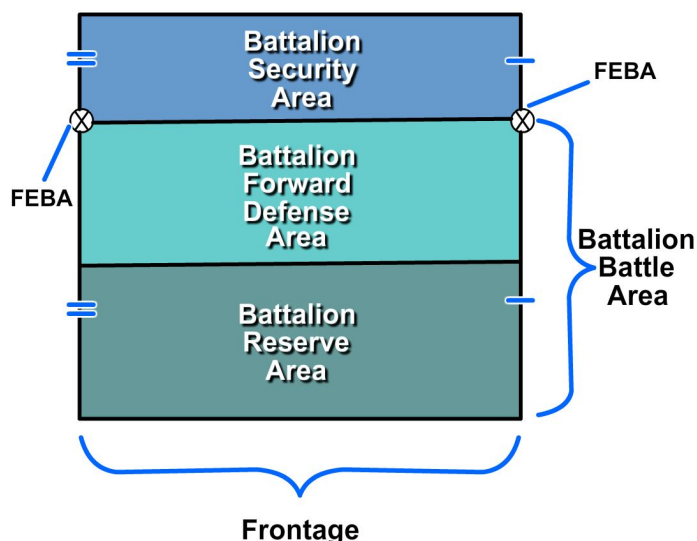 Battalion
Security
Area
FEBA
FEBA
Battalion
Forward
Defense
Area
Battalion
Battle
Area
Battalion
Reserve
Area
Frontage